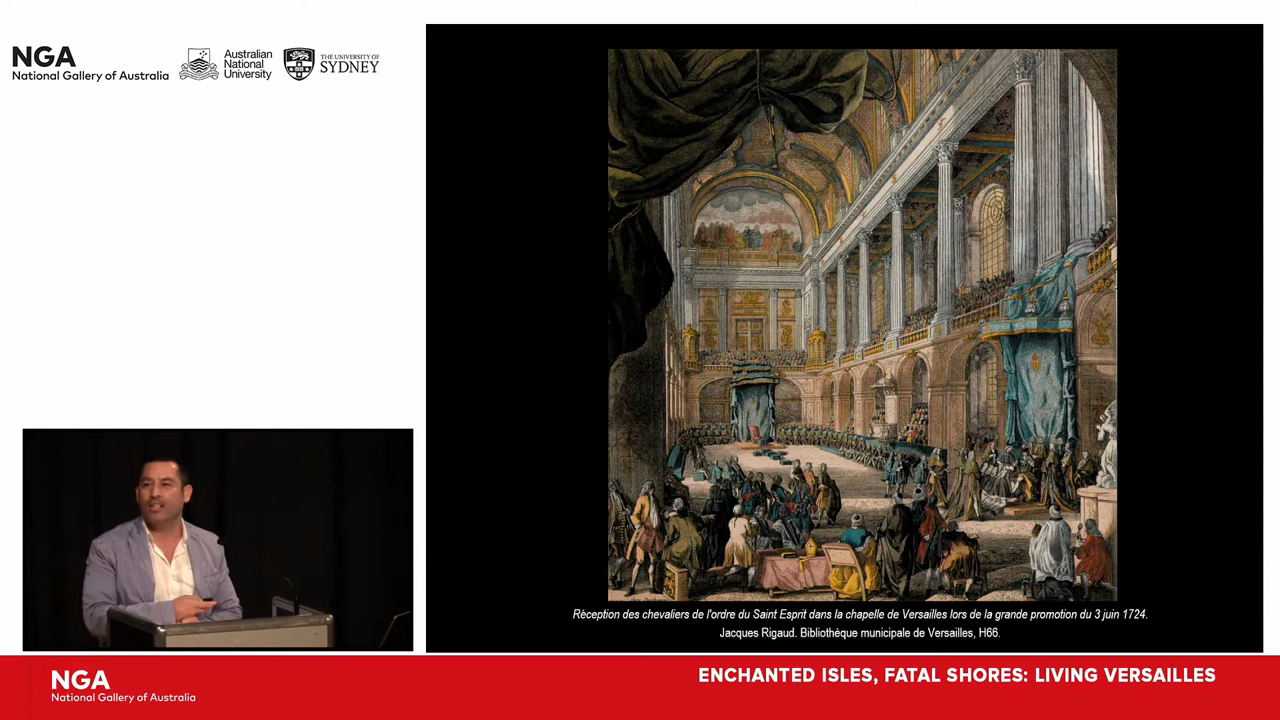 NGA
National Gallery of Australia
Australian
National
University
THE UNIVERSITY OF
SYDNEY
Réception des chevaliers de l'ordre du Saint Esprit dans la chapelle de Versailles lors de la grande promotion du 3 juin 1724.
Jacques Rigaud. Bibliothèque municipale de Versailles, H66.
NGA
National Gallery of Australia
ENCHANTED ISLES, FATAL SHORES: LIVING VERSAILLES